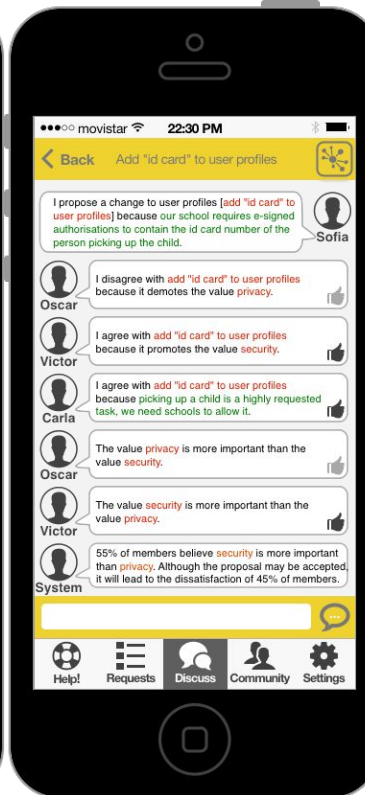 movistar 22:30 PM
Back Add "id card" to user profiles
I propose a change to user profiles [add "id card" to
user profiles] because our school requires e-signed
authorisations to contain the id card number of the
person picking up the child.
Sofia
I disagree with add "id card" to user profiles
because it demotes the value privacy.
Oscar
I agree with add "id card" to user profiles
because it promotes the value security.
Victor
I agree with add "id card" to user profiles
because picking up a child is a highly requested
task, we need schools to allow it.
Carla
The value privacy is more important than the
value security.
Oscar
The value security is more important than the
value privacy.
Victor
55% of members believe security is more important
than privacy. Although the proposal may be accepted,
it will lead to the dissatisfaction of 45% of members.
System
Help! Requests Discuss Community Settings